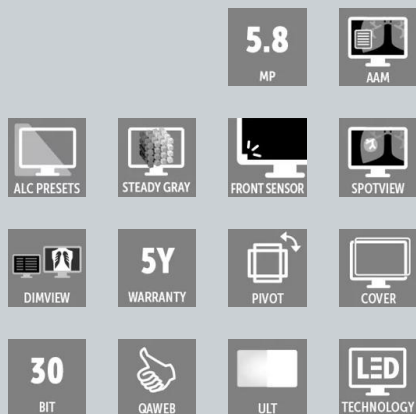 5.8
MP
AAM
ALC PRESETS
STEADY GRAY
FRONT SENSOR
SPOTVIEW
DIMVIEW
5Y
WARRANTY
PIVOT
COVER
30
BIT
QAWEB
ULT
LED
TECHNOLOGY